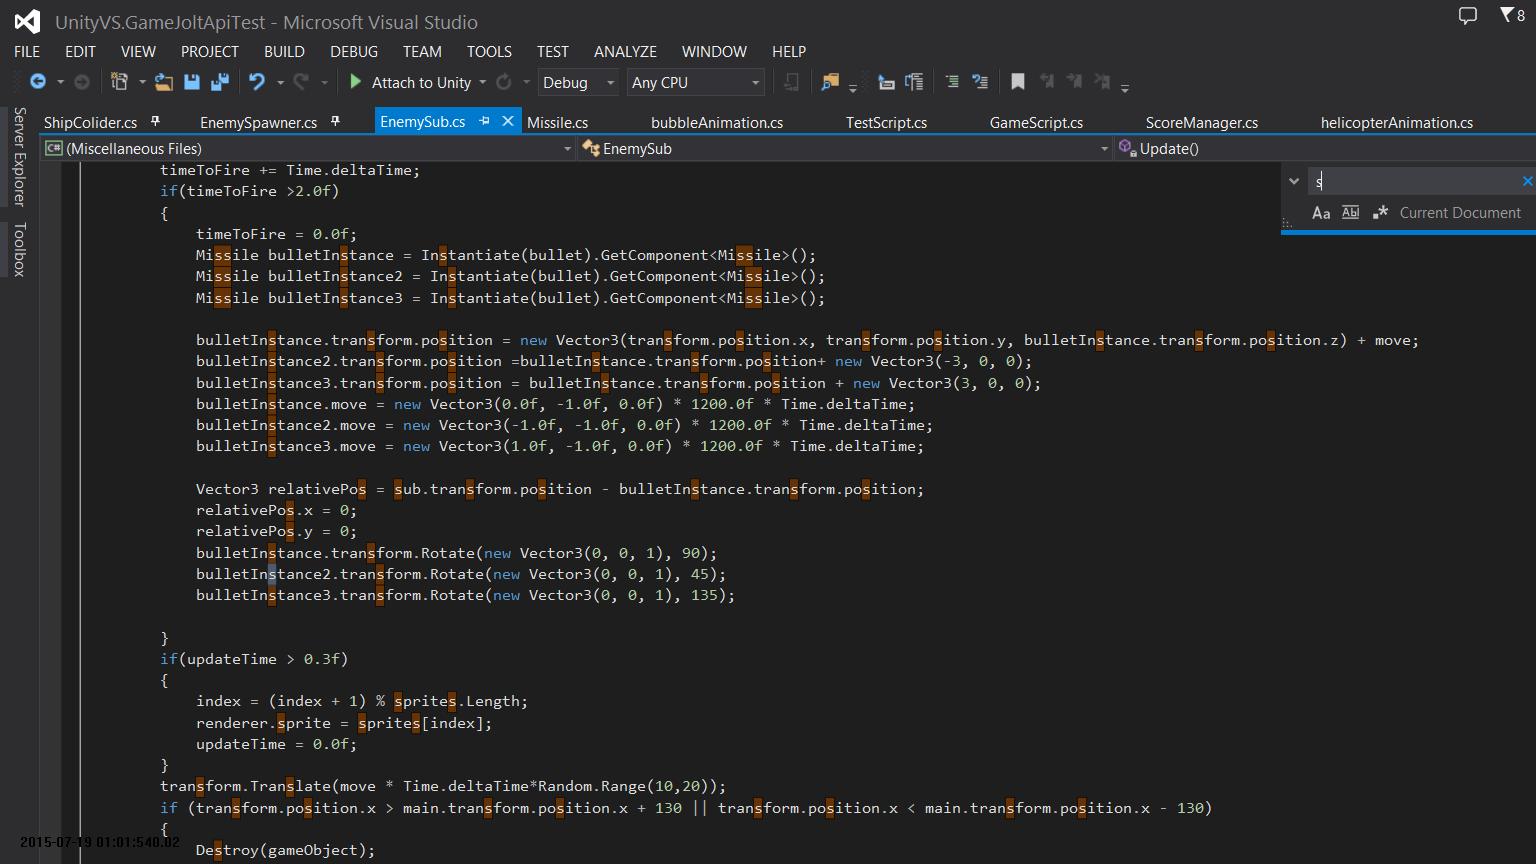 UnityVS.GameJoltApiTest - Microsoft Visual Studio
8
FILE EDIT VIEW PROJECT BUILD DEBUG TEAM TOOLS TEST ANALYZE WINDOW HELP
Attach to Unity Debug Any CPU
Server Explorer
Toolbox
ShipColider.cs EnemySpawner.cs EnemySub.cs Missile.cs bubbleAnimation.cs TestScript.cs GameScript.cs ScoreManager.cs helicopterAnimation.cs
C# (Miscellaneous Files) EnemySub Update()
s
Aa Abl .* Current Document
timeToFire += Time.deltaTime;
if(timeToFire >2.0f)
{
timeToFire = 0.0f;
Missile bulletInstance = Instantiate(bullet).GetComponent<Missile>();
Missile bulletInstance2 = Instantiate(bullet).GetComponent<Missile>();
Missile bulletInstance3 = Instantiate(bullet).GetComponent<Missile>();
bulletInstance.transform.position = new Vector3(transform.position.x, transform.position.y, bulletInstance.transform.position.z) + move;
bulletInstance2.transform.position =bulletInstance.transform.position+ new Vector3(-3, 0, 0);
bulletInstance3.transform.position = bulletInstance.transform.position + new Vector3(3, 0, 0);
bulletInstance.move = new Vector3(0.0f, -1.0f, 0.0f) * 1200.0f * Time.deltaTime;
bulletInstance2.move = new Vector3(-1.0f, -1.0f, 0.0f) * 1200.0f * Time.deltaTime;
bulletInstance3.move = new Vector3(1.0f, -1.0f, 0.0f) * 1200.0f * Time.deltaTime;
Vector3 relativePos = sub.transform.position - bulletInstance.transform.position;
relativePos.x = 0;
relativePos.y = 0;
bulletInstance.transform.Rotate(new Vector3(0, 0, 1), 90);
bulletInstance2.transform.Rotate(new Vector3(0, 0, 1), 45);
bulletInstance3.transform.Rotate(new Vector3(0, 0, 1), 135);
}
if(updateTime > 0.3f)
{
index = (index + 1) % sprites.Length;
renderer.sprite = sprites[index];
updateTime = 0.0f;
}
transform.Translate(move * Time.deltaTime*Random.Range(10,20));
if (transform.position.x > main.transform.position.x + 130 || transform.position.x < main.transform.position.x - 130)
{
2015-07-19 01:01:540.02
Destroy(gameObject);